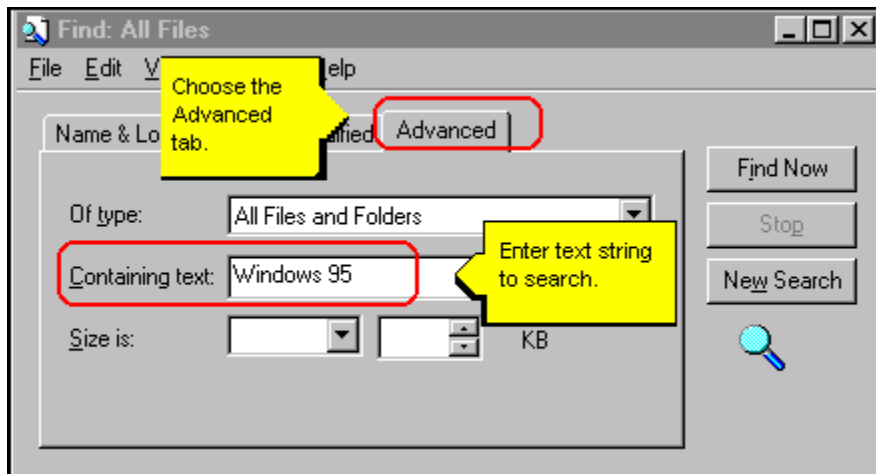 Find: All Files
File Edit V elp
Choose the
Advanced
tab.
Name & Lo ified Advanced
Find Now
Of type: All Files and Folders
Stop
Enter text string
to search.
Containing text: Windows 95
New Search
Size is: KB